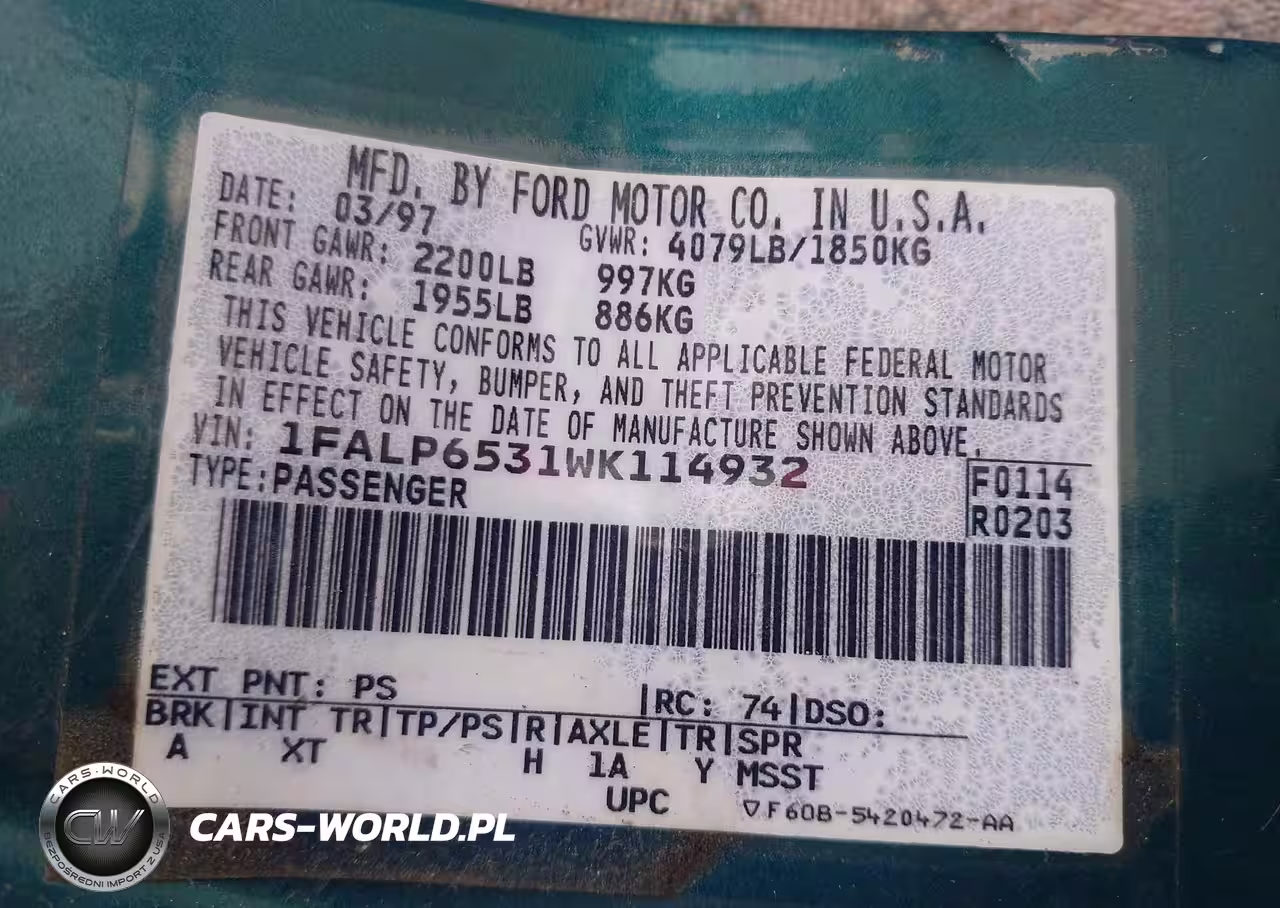 MFD. BY FORD MOTOR CO. IN U.S.A.
DATE: 03/97 GVWR: 4079LB/1850KG
FRONT GAWR: 2200LB 997KG
REAR GAWR: 1955LB 886KG
THIS VEHICLE CONFORMS TO ALL APPLICABLE FEDERAL MOTOR
VEHICLE SAFETY, BUMPER, AND THEFT PREVENTION STANDARDS
IN EFFECT ON THE DATE OF MANUFACTURE SHOWN ABOVE.
VIN: 1FALP6531WK114932
TYPE: PASSENGER
F0114
R0203
EXT PNT: PS |RC: 74|DSO:
BRK|INT TR|TP/PS|R|AXLE|TR|SPR
A XT H 1A Y MSST
UPC ▽F60B-5420472-AA
CARS-WORLD
CW
BEZPOŚREDNI IMPORT Z USA
CARS-WORLD.PL